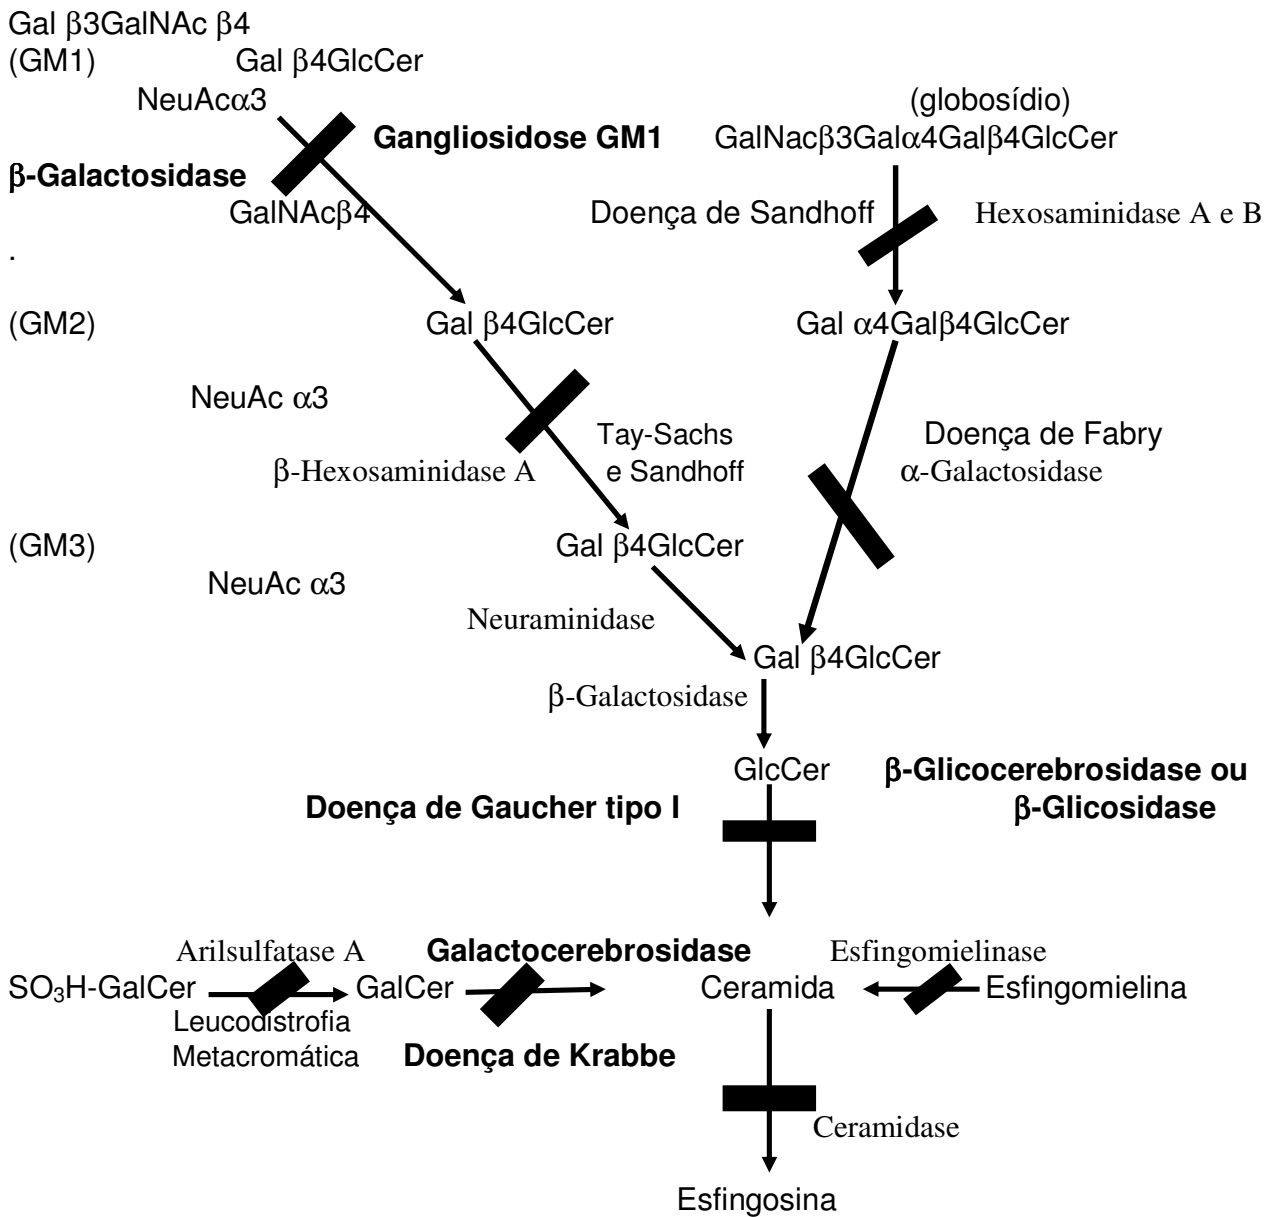 Gal β3GalNAc β4
(GM1) Gal β4GlcCer
NeuAcα3 (globosídio)
Gangliosidose GM1 GalNacβ3Galα4Galβ4GlcCer
β-Galactosidase
GalNAcβ4 Doença de Sandhoff Hexosaminidase A e B
.
(GM2) Gal β4GlcCer Gal α4Galβ4GlcCer
NeuAc α3
Tay-Sachs Doença de Fabry
β-Hexosaminidase A e Sandhoff α-Galactosidase
(GM3) Gal β4GlcCer
NeuAc α3
Neuraminidase
Gal β4GlcCer
β-Galactosidase
GlcCer β-Glicocerebrosidase ou
Doença de Gaucher tipo I β-Glicosidase
Arilsulfatase A Galactocerebrosidase Esfingomielinase
SO₃H-GalCer GalCer Ceramida Esfingomielina
Leucodistrofia
Metacromática Doença de Krabbe
Ceramidase
Esfingosina